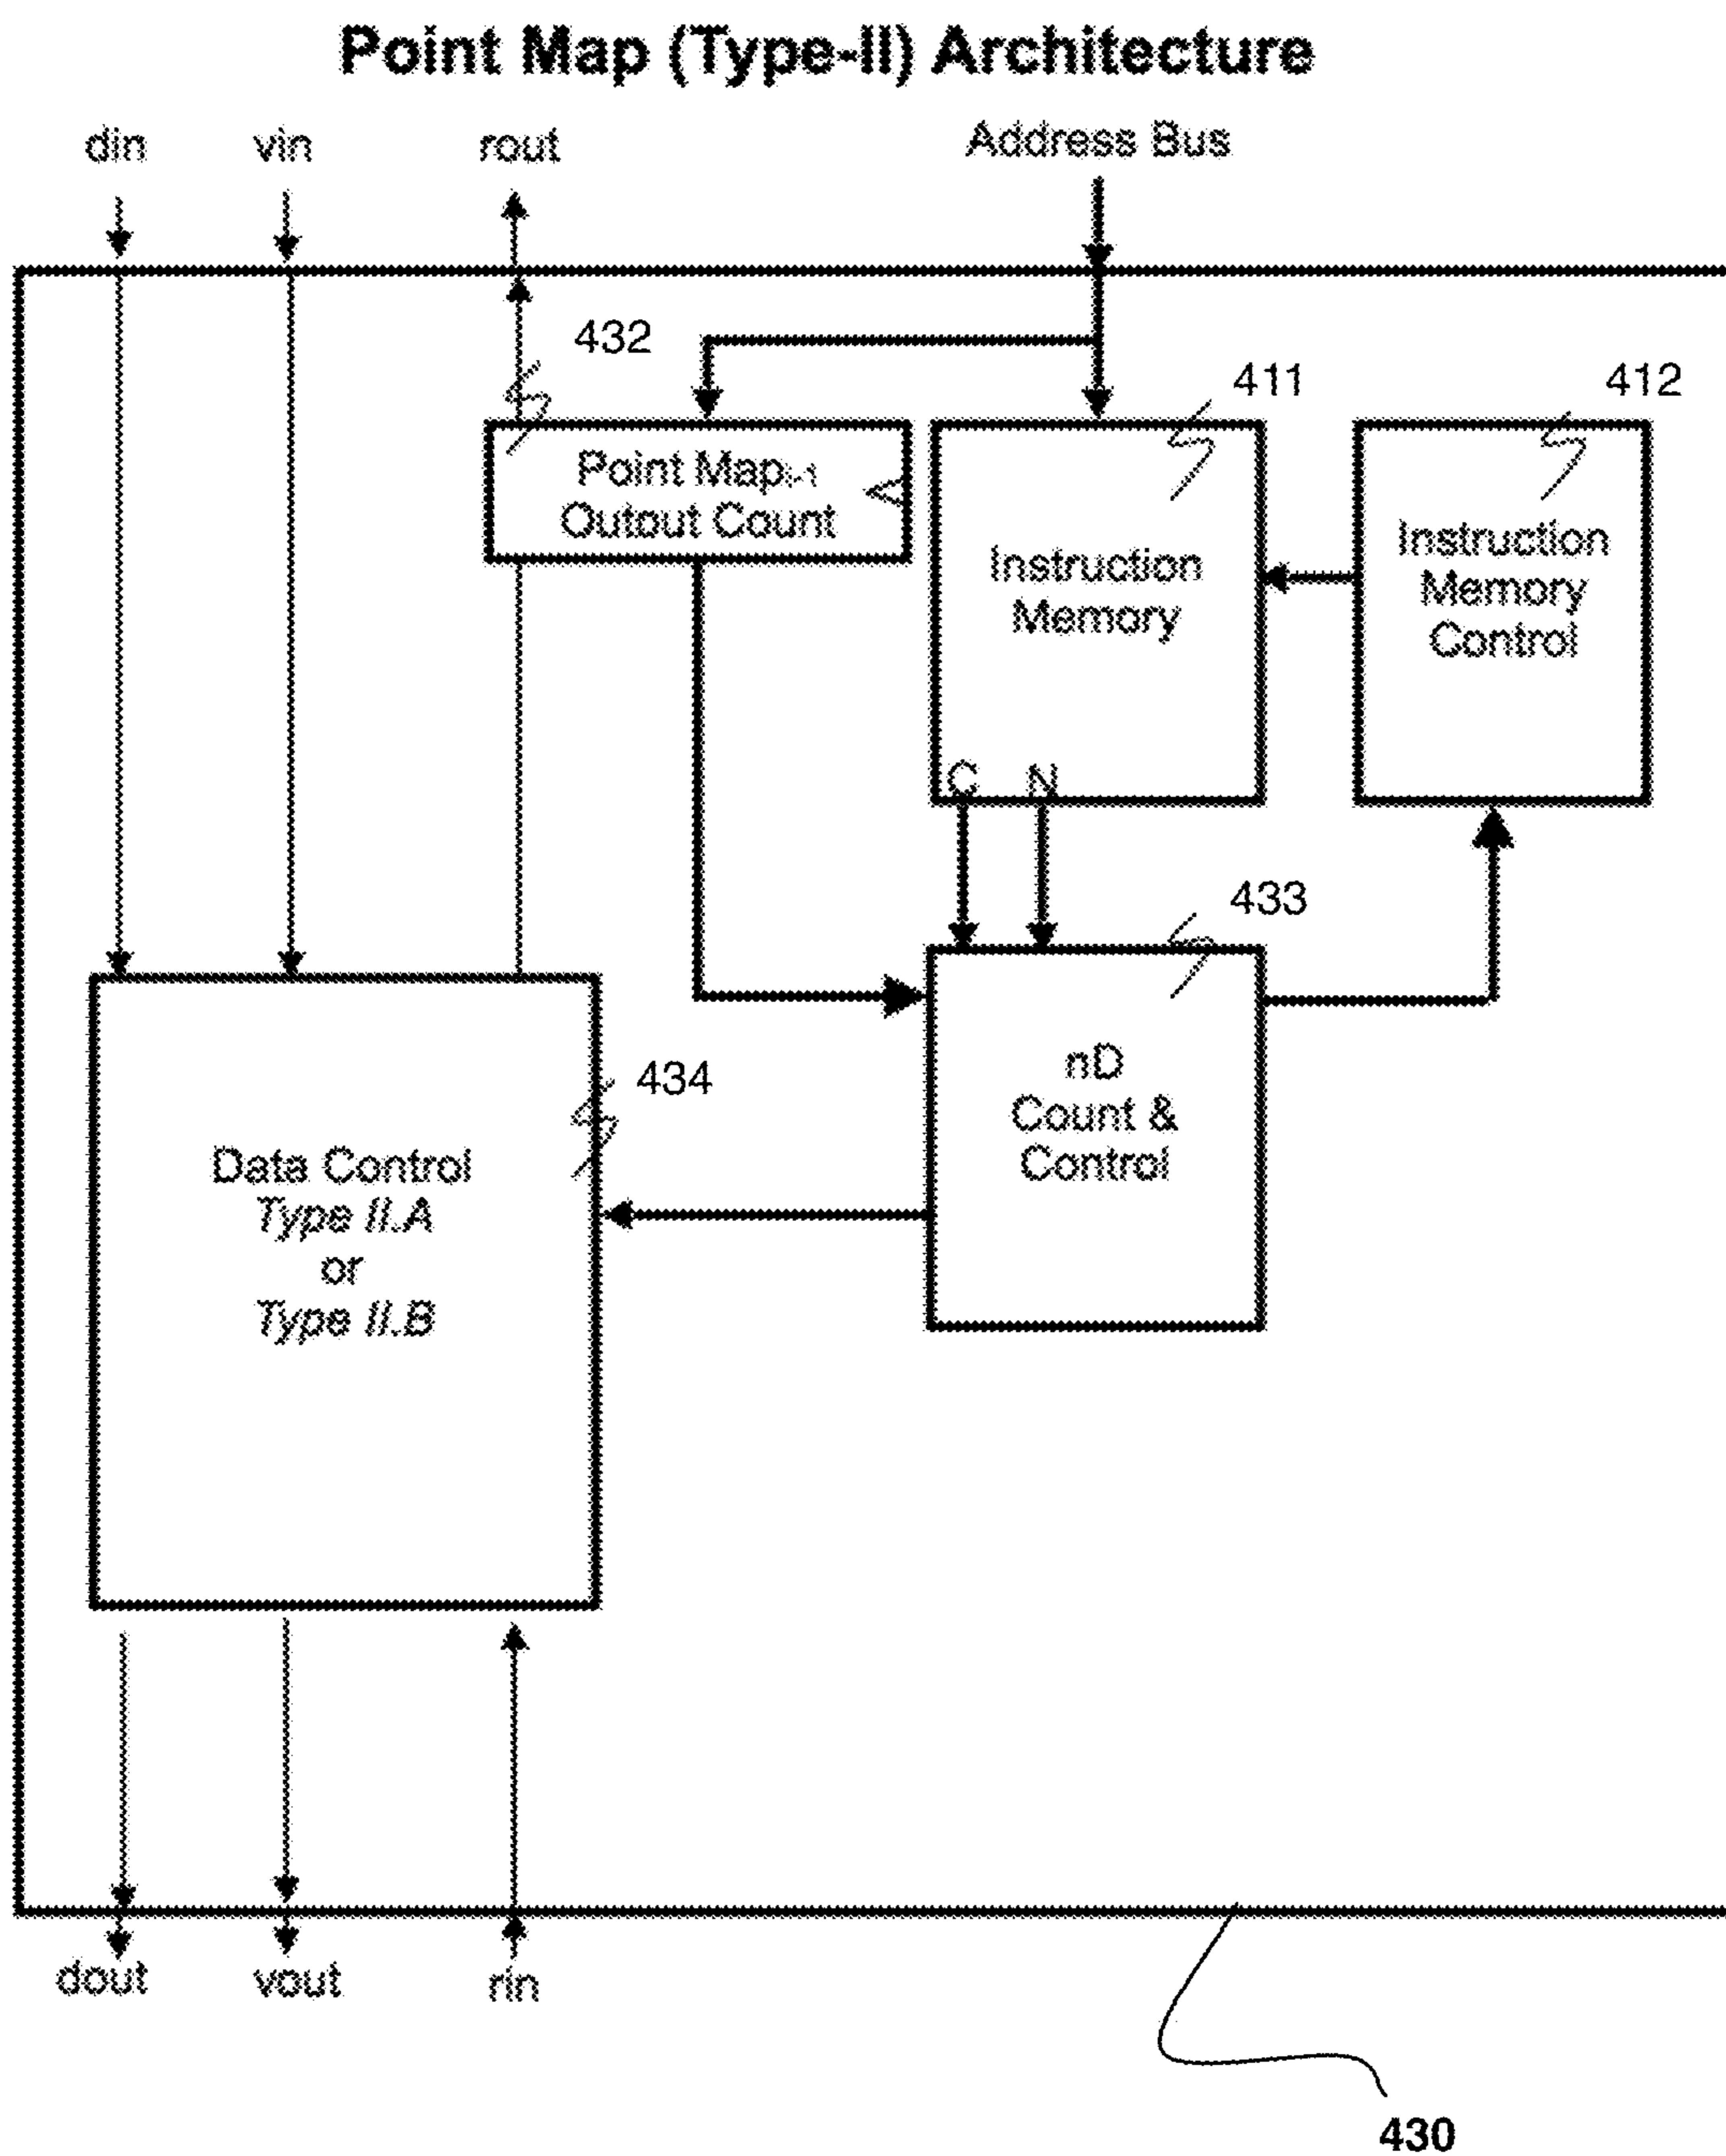 Point Map (Type-II) Architecture
din vin rout Address Bus
432
411
412
Point Map i-1
Output Count
Instruction
Memory
Instruction
Memory
Control
C N
433
nD
Count &
Control
434
Data Control
Type II.A
or
Type II.B
dout vout rin
430